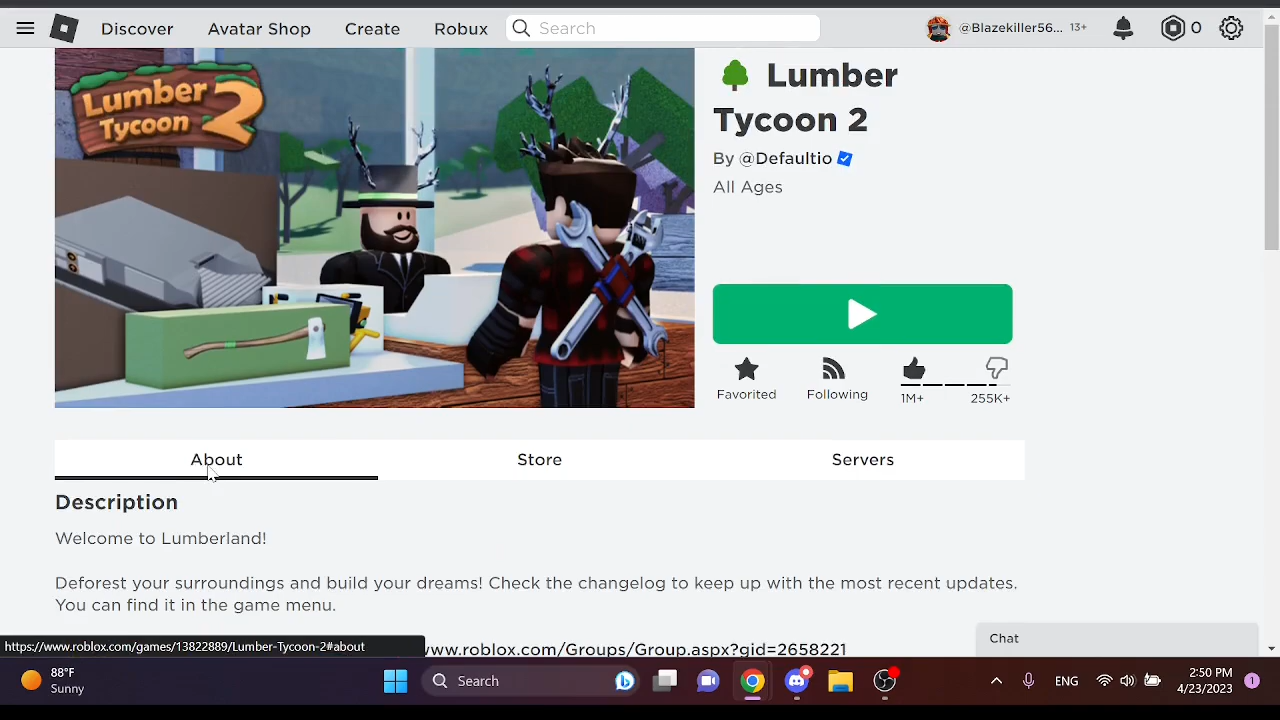 Discover
Avatar Shop
Create
Robux
Search
@Blazekiller56...
13+
0
Lumber
Tycoon 2
Lumber
Tycoon 2
By @Defaultio
All Ages
Favorited
Following
1M+
255K+
About
Store
Servers
Description
Welcome to Lumberland!
Deforest your surroundings and build your dreams! Check the changelog to keep up with the most recent updates.
You can find it in the game menu.
www.roblox.com/Groups/Group.aspx?gid=2658221
Chat
https://www.roblox.com/games/13822889/Lumber-Tycoon-2#about
88°F
Sunny
Search
ENG
2:50 PM
4/23/2023
1